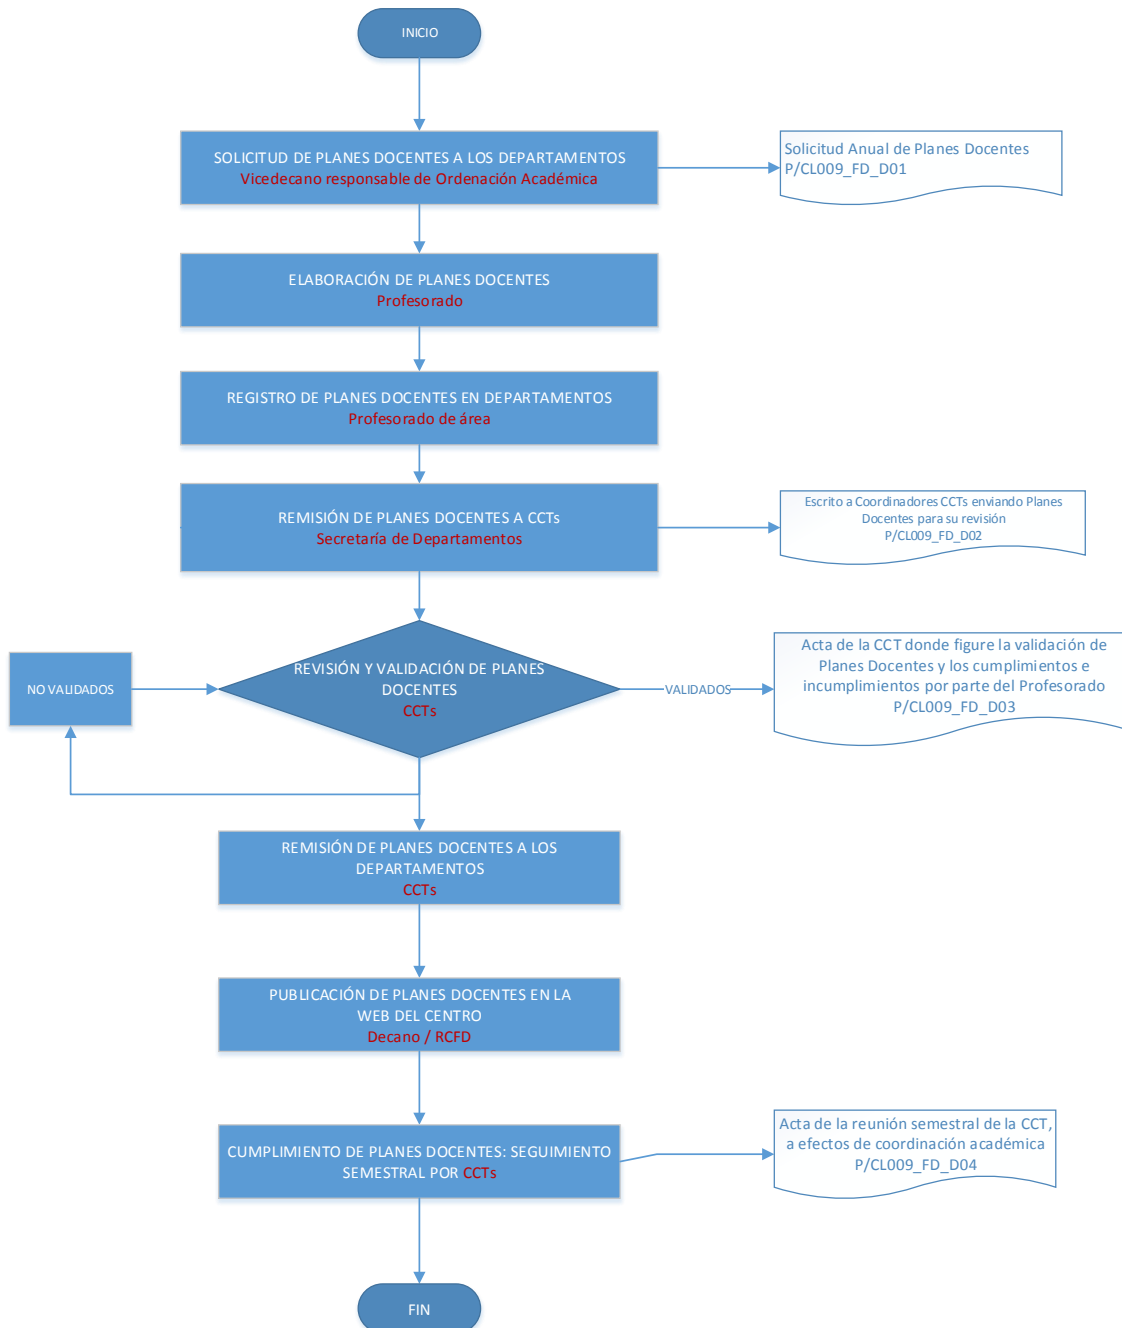 INICIO
SOLICITUD DE PLANES DOCENTES A LOS DEPARTAMENTOS
Vicedecano responsable de Ordenación Académica
Solicitud Anual de Planes Docentes
P/CL009_FD_D01
ELABORACIÓN DE PLANES DOCENTES
Profesorado
REGISTRO DE PLANES DOCENTES EN DEPARTAMENTOS
Profesorado de área
REMISIÓN DE PLANES DOCENTES A CCTs
Secretaría de Departamentos
Escrito a Coordinadores CCTs enviando Planes
Docentes para su revisión
P/CL009_FD_D02
NO VALIDADOS
REVISIÓN Y VALIDACIÓN DE PLANES
DOCENTES
CCTs
VALIDADOS
Acta de la CCT donde figure la validación de
Planes Docentes y los cumplimientos e
incumplimientos por parte del Profesorado
P/CL009_FD_D03
REMISIÓN DE PLANES DOCENTES A LOS
DEPARTAMENTOS
CCTs
PUBLICACIÓN DE PLANES DOCENTES EN LA
WEB DEL CENTRO
Decano / RCFD
CUMPLIMIENTO DE PLANES DOCENTES: SEGUIMIENTO
SEMESTRAL POR CCTs
Acta de la reunión semestral de la CCT,
a efectos de coordinación académica
P/CL009_FD_D04
FIN